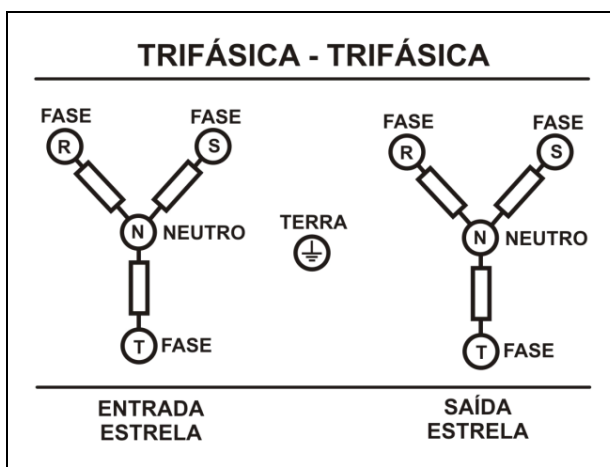 TRIFÁSICA - TRIFÁSICA
FASE
FASE
R
S
N
NEUTRO
T
FASE
TERRA
FASE
FASE
R
S
N
NEUTRO
T
FASE
ENTRADA
ESTRELA
SAÍDA
ESTRELA